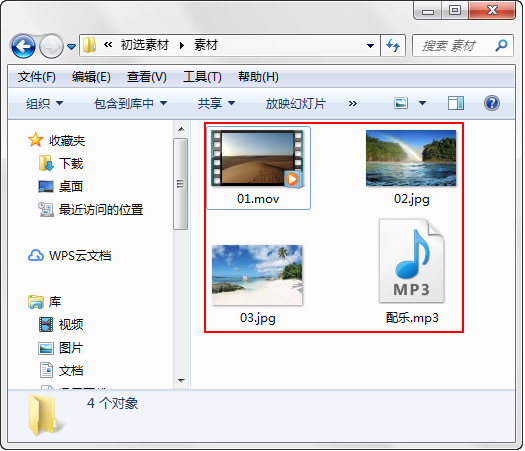 初选素材 素材
搜索 素材
文件(F) 编辑(E) 查看(V) 工具(T) 帮助(H)
组织 包含到库中 共享 放映幻灯片 »
收藏夹
下载
桌面
最近访问的位置
WPS云文档
库
视频
图片
文档
01.mov
02.jpg
03.jpg
MP3
配乐.mp3
4 个对象